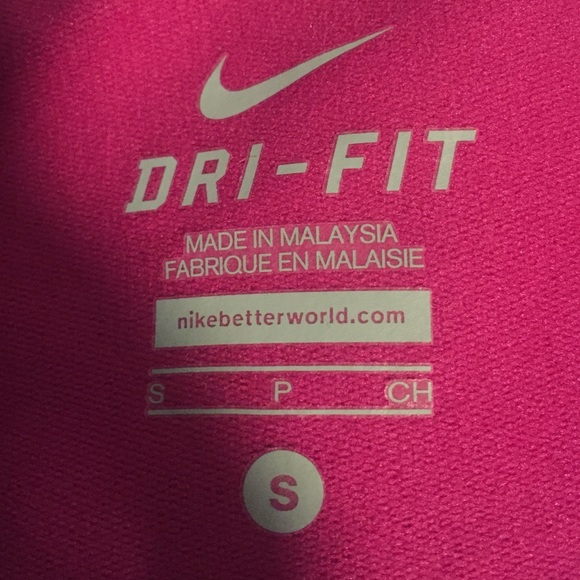 DRI-FIT
MADE IN MALAYSIA
FABRIQUE EN MALAISIE
nikebetterworld.com
S P CH
S